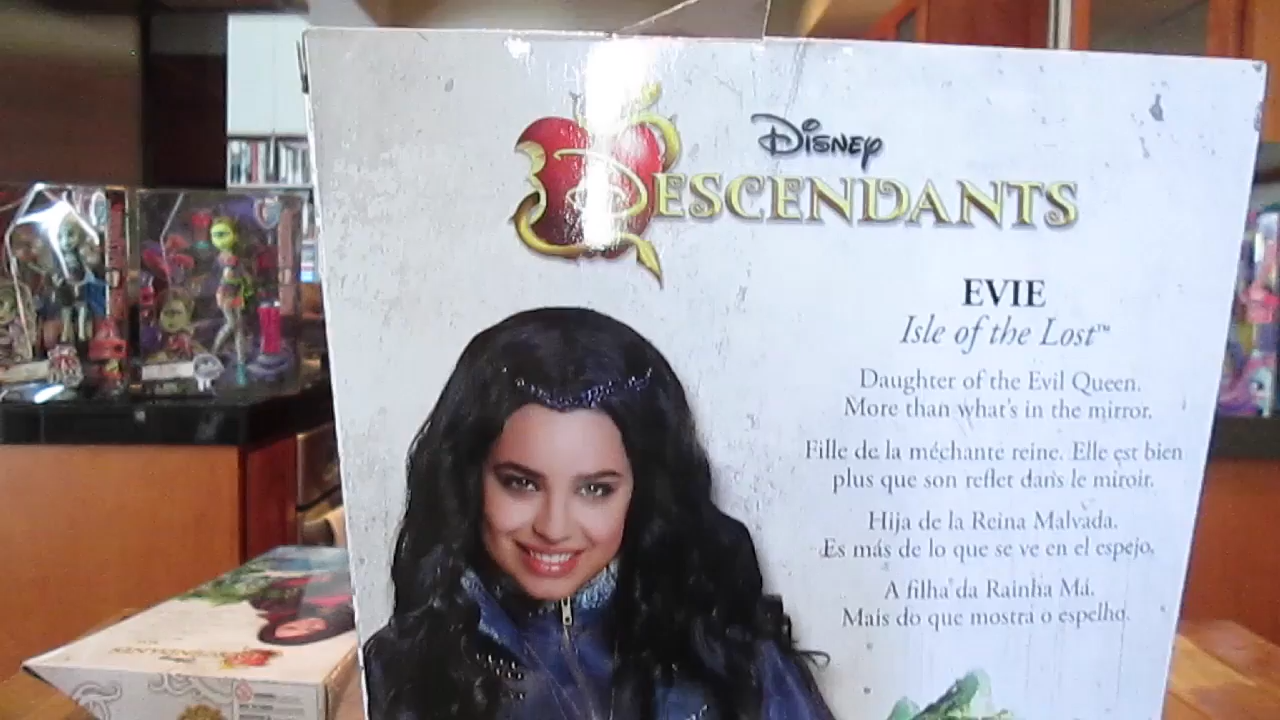 Disney
DESCENDANTS
EVIE
Isle of the Lost™
Daughter of the Evil Queen.
More than what's in the mirror.
Fille de la méchante reine. Elle est bien
plus que son reflet dans le miroir.
Hija de la Reina Malvada.
Es más de lo que se ve en el espejo.
A filha da Rainha Má.
Mais do que mostra o espelho.
DESCENDANTS